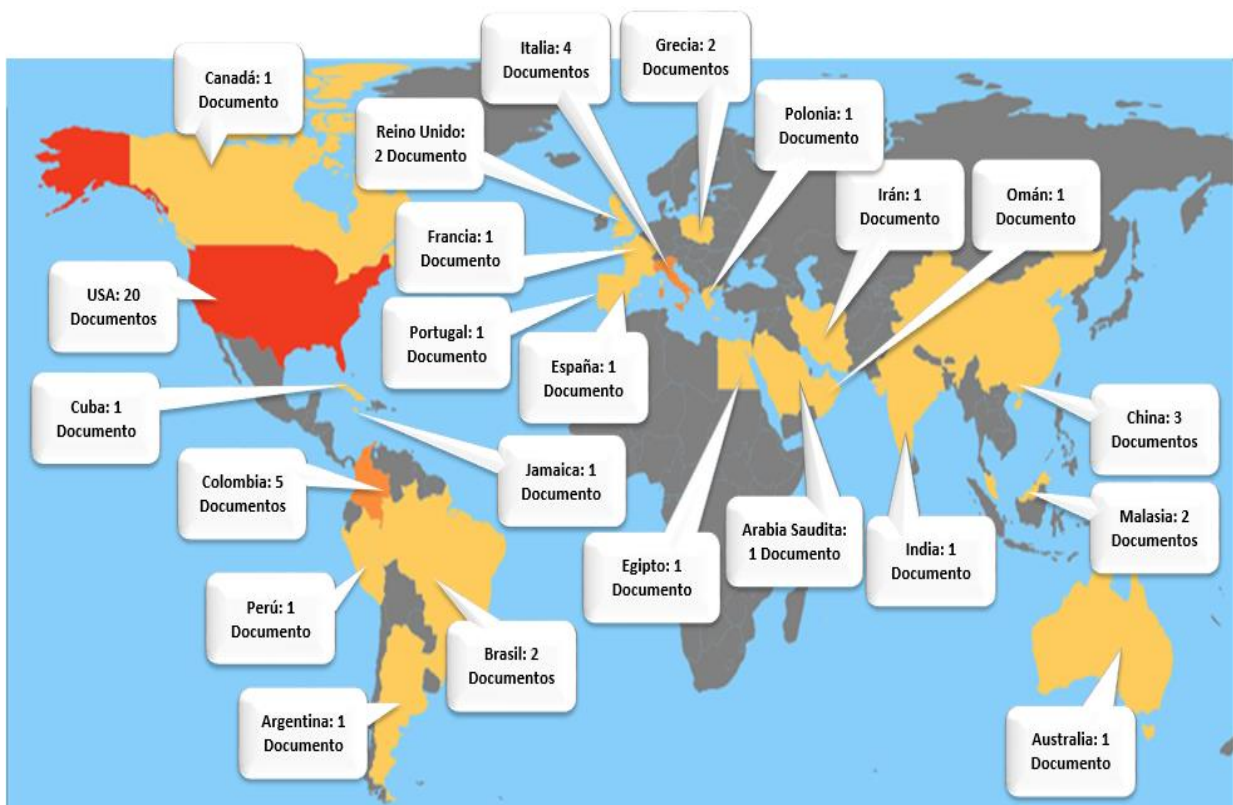 Italia: 4
Documentos
Grecia: 2
Documentos
Canadá: 1
Documento
Polonia: 1
Documento
Reino Unido:
2 Documento
Irán: 1
Documento
Omán: 1
Documento
Francia: 1
Documento
USA: 20
Documentos
Portugal: 1
Documento
España: 1
Documento
Cuba: 1
Documento
China: 3
Documentos
Colombia: 5
Documentos
Jamaica: 1
Documento
Malasia: 2
Documentos
Arabia Saudita:
1 Documento
India: 1
Documento
Egipto: 1
Documento
Perú: 1
Documento
Brasil: 2
Documentos
Argentina: 1
Documento
Australia: 1
Documento